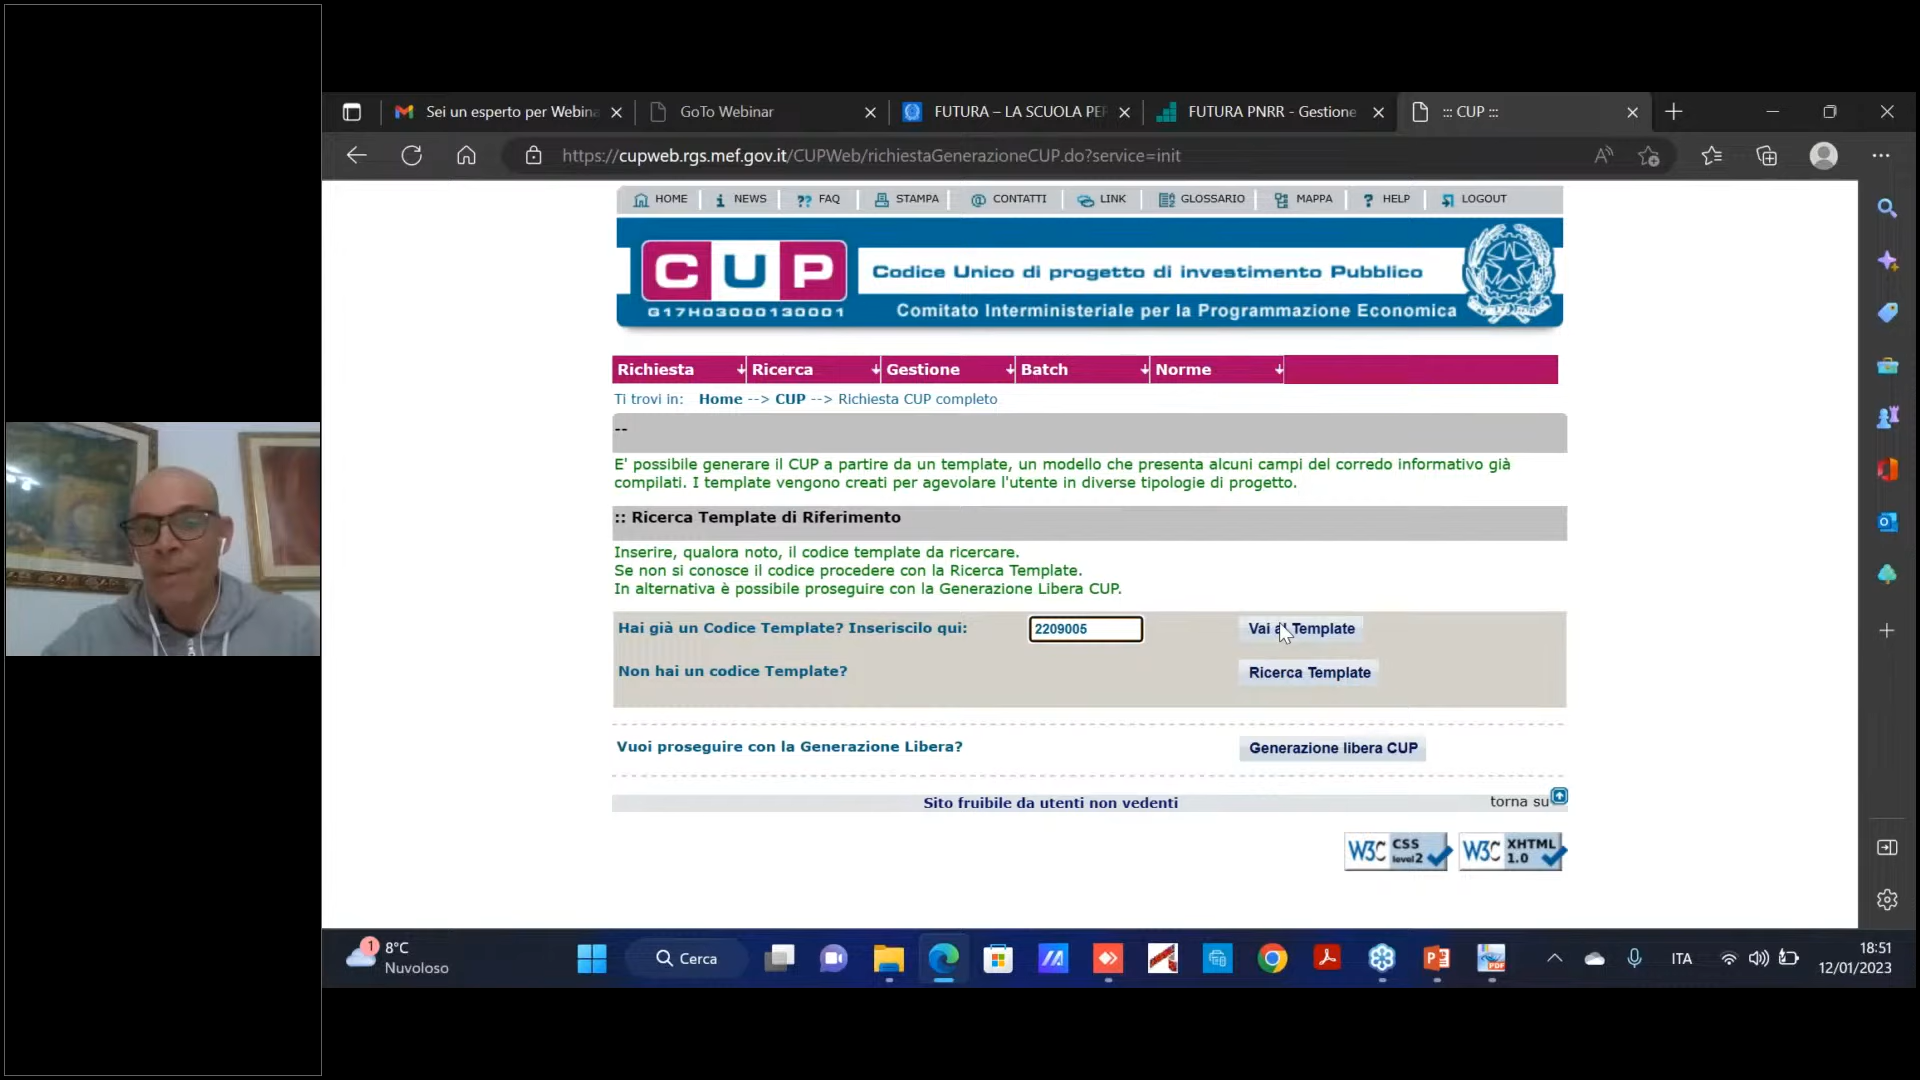 Sei un esperto per Webina
GoTo Webinar
FUTURA – LA SCUOLA PER
FUTURA PNRR - Gestione
::: CUP :::
https://cupweb.rgs.mef.gov.it/CUPWeb/richiestaGenerazioneCUP.do?service=init
HOME
NEWS
FAQ
STAMPA
CONTATTI
LINK
GLOSSARIO
MAPPA
HELP
LOGOUT
CUP
G17H03000130001
Codice Unico di progetto di investimento Pubblico
Comitato Interministeriale per la Programmazione Economica
Richiesta
Ricerca
Gestione
Batch
Norme
Ti trovi in: Home --> CUP --> Richiesta CUP completo
--
E' possibile generare il CUP a partire da un template, un modello che presenta alcuni campi del corredo informativo già
compilati. I template vengono creati per agevolare l'utente in diverse tipologie di progetto.
:: Ricerca Template di Riferimento
Inserire, qualora noto, il codice template da ricercare.
Se non si conosce il codice procedere con la Ricerca Template.
In alternativa è possibile proseguire con la Generazione Libera CUP.
Hai già un Codice Template? Inseriscilo qui: 2209005 Vai al Template
Non hai un codice Template? Ricerca Template
Vuoi proseguire con la Generazione Libera? Generazione libera CUP
Sito fruibile da utenti non vedenti
torna su
W3C CSS level 2
W3C XHTML 1.0
1
8°C
Nuvoloso
Cerca
ITA
18:51
12/01/2023